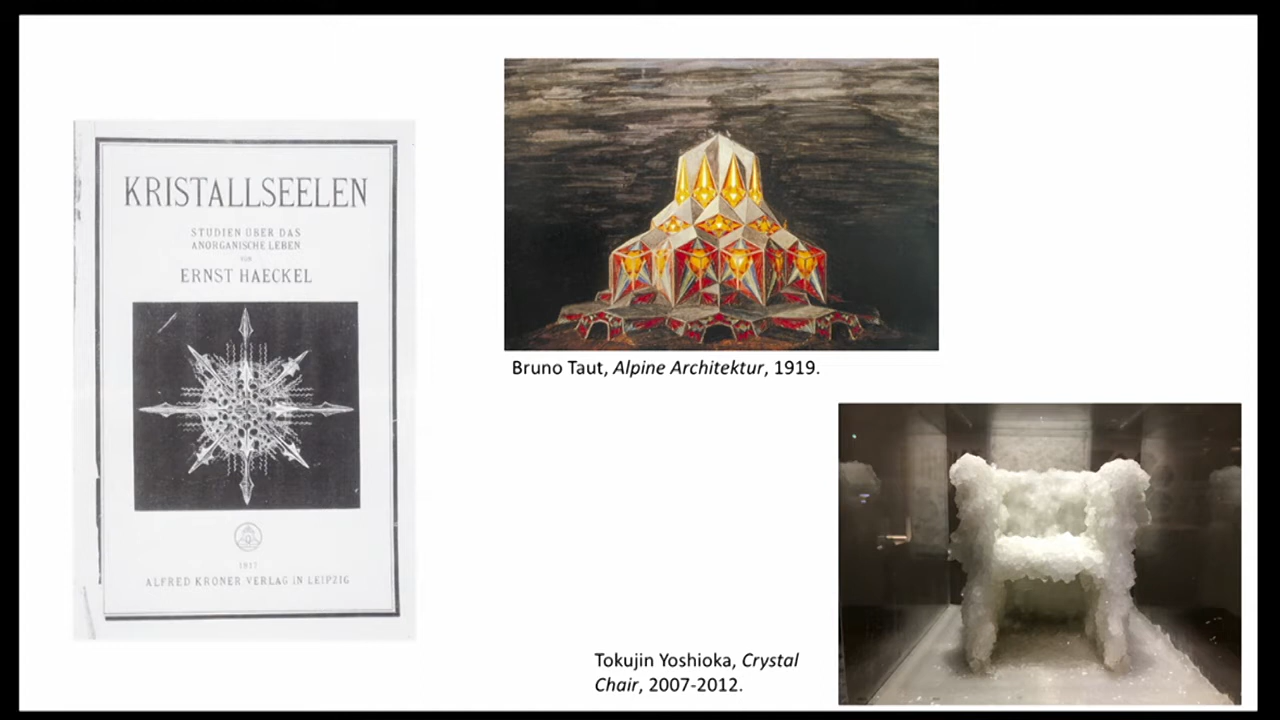 KRISTALLSEELEN
STUDIEN ÜBER DAS
ANORGANISCHE LEBEN
VON
ERNST HAECKEL
1917
ALFRED KRÖNER VERLAG IN LEIPZIG
Bruno Taut, Alpine Architektur, 1919.
Tokujin Yoshioka, Crystal
Chair, 2007-2012.